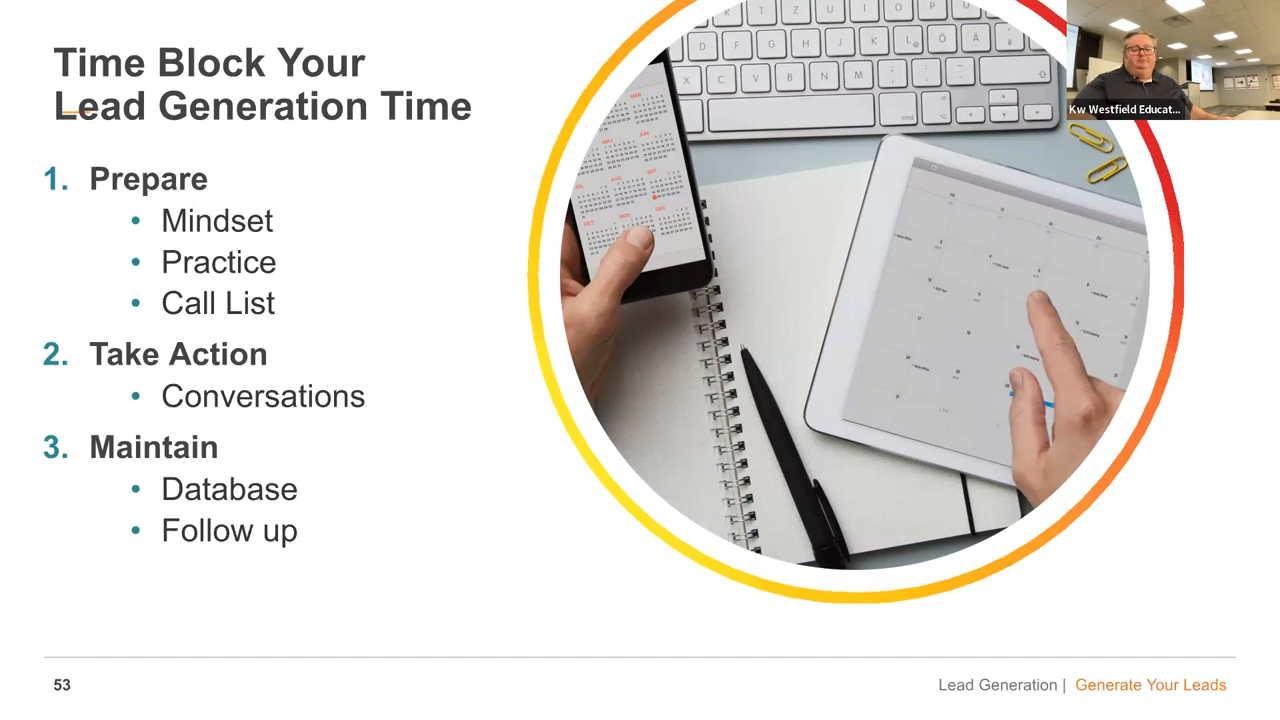 Time Block Your
Lead Generation Time
1. Prepare
• Mindset
• Practice
• Call List
2. Take Action
• Conversations
3. Maintain
• Database
• Follow up
Kw Westfield Educat...
53
Lead Generation | Generate Your Leads